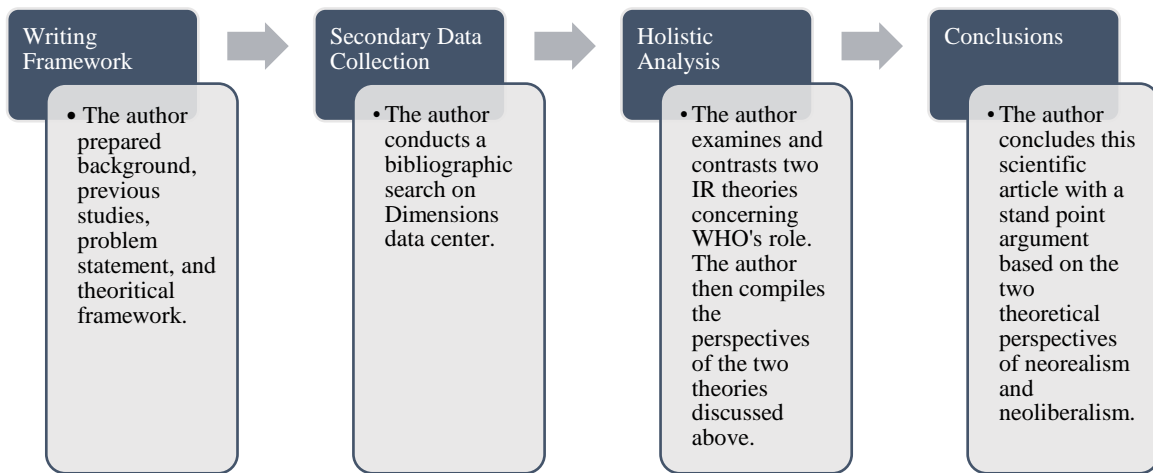 Writing
Framework
• The author
prepared
background,
previous
studies,
problem
statement, and
theoritical
framework.
Secondary Data
Collection
• The author
conducts a
bibliographic
search on
Dimensions
data center.
Holistic
Analysis
• The author
examines and
contrasts two
IR theories
concerning
WHO's role.
The author
then compiles
the
perspectives
of the two
theories
discussed
above.
Conclusions
• The author
concludes this
scientific
article with a
stand point
argument
based on the
two
theoretical
perspectives
of neorealism
and
neoliberalism.